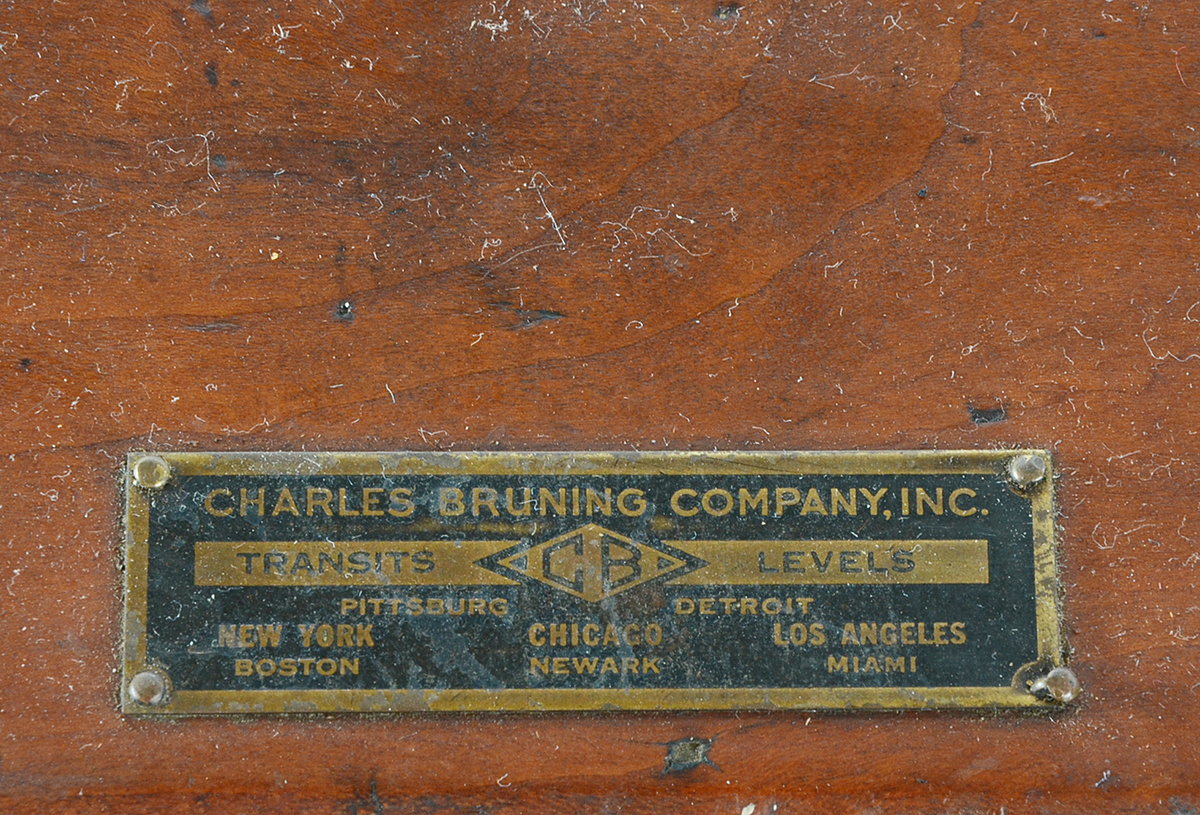 CHARLES BRUNING COMPANY, INC.
TRANSITS CB LEVELS
PITTSBURG DETROIT
NEW YORK CHICAGO LOS ANGELES
BOSTON NEWARK MIAMI